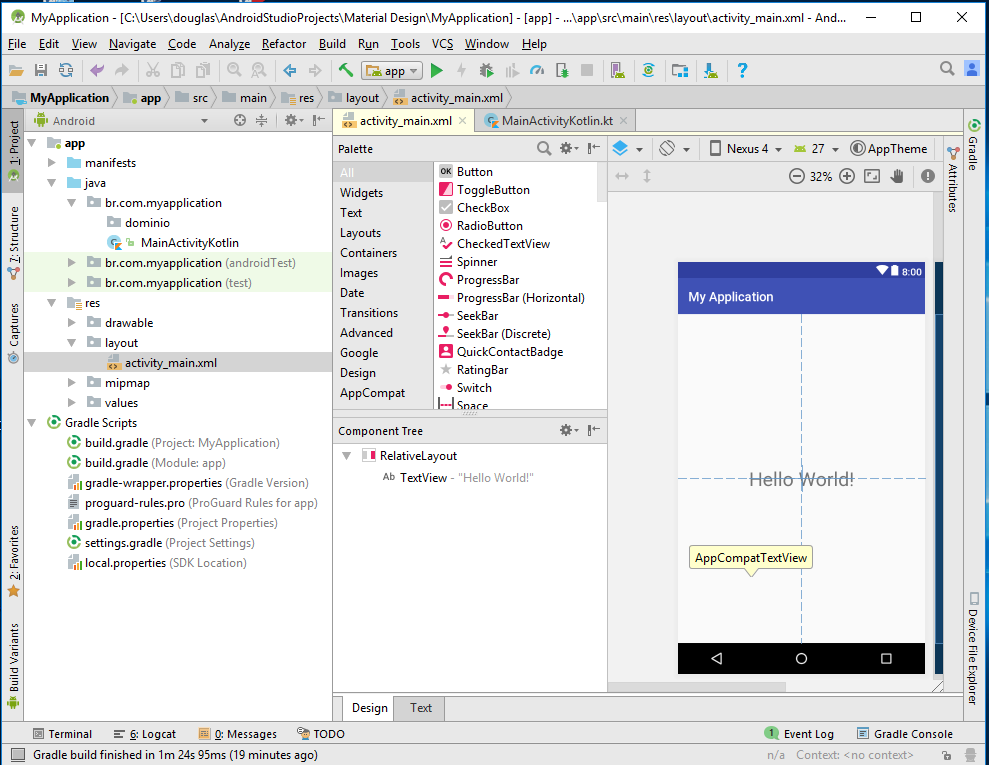 MyApplication - [C:\Users\douglas\AndroidStudioProjects\Material Design\MyApplication] - [app] - ...\app\src\main\res\layout\activity_main.xml - And...
File Edit View Navigate Code Analyze Refactor Build Run Tools VCS Window Help
app
MyApplication app src main res layout activity_main.xml
1: Project
7: Structure
Captures
2: Favorites
Build Variants
Android
app
manifests
java
br.com.myapplication
dominio
MainActivityKotlin
br.com.myapplication (androidTest)
br.com.myapplication (test)
res
drawable
layout
activity_main.xml
mipmap
values
Gradle Scripts
build.gradle (Project: MyApplication)
build.gradle (Module: app)
gradle-wrapper.properties (Gradle Version)
proguard-rules.pro (ProGuard Rules for app)
gradle.properties (Project Properties)
settings.gradle (Project Settings)
local.properties (SDK Location)
activity_main.xml MainActivityKotlin.kt
Palette
All
Widgets
Text
Layouts
Containers
Images
Date
Transitions
Advanced
Google
Design
AppCompat
OK Button
ToggleButton
CheckBox
RadioButton
CheckedTextView
Spinner
ProgressBar
ProgressBar (Horizontal)
SeekBar
SeekBar (Discrete)
QuickContactBadge
RatingBar
Switch
Space
Component Tree
RelativeLayout
Ab TextView - "Hello World!"
Nexus 4 27 AppTheme
32%
8:00
My Application
Hello World!
AppCompatTextView
Gradle
Attributes
Device File Explorer
Design Text
Terminal 6: Logcat 0: Messages TODO 1 Event Log Gradle Console
Gradle build finished in 1m 24s 95ms (19 minutes ago) n/a Context: <no context>